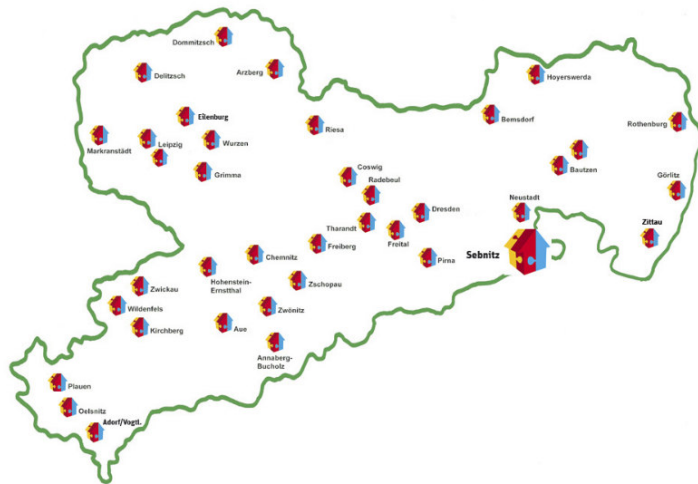 Dommitzsch
Delitzsch
Arzberg
Hoyerswerda
Eilenburg
Bernsdorf
Rothenburg
Riesa
Markranstädt
Leipzig
Wurzen
Grimma
Coswig
Radebeul
Bautzen
Görlitz
Dresden
Neustadt
Tharandt
Freital
Zittau
Freiberg
Chemnitz
Pirna
Sebnitz
Hohenstein-
Ernstthal
Zschopau
Zwickau
Wildenfels
Zwönitz
Kirchberg
Aue
Annaberg-
Bucholz
Plauen
Oelsnitz
Adorf/Vogtl.